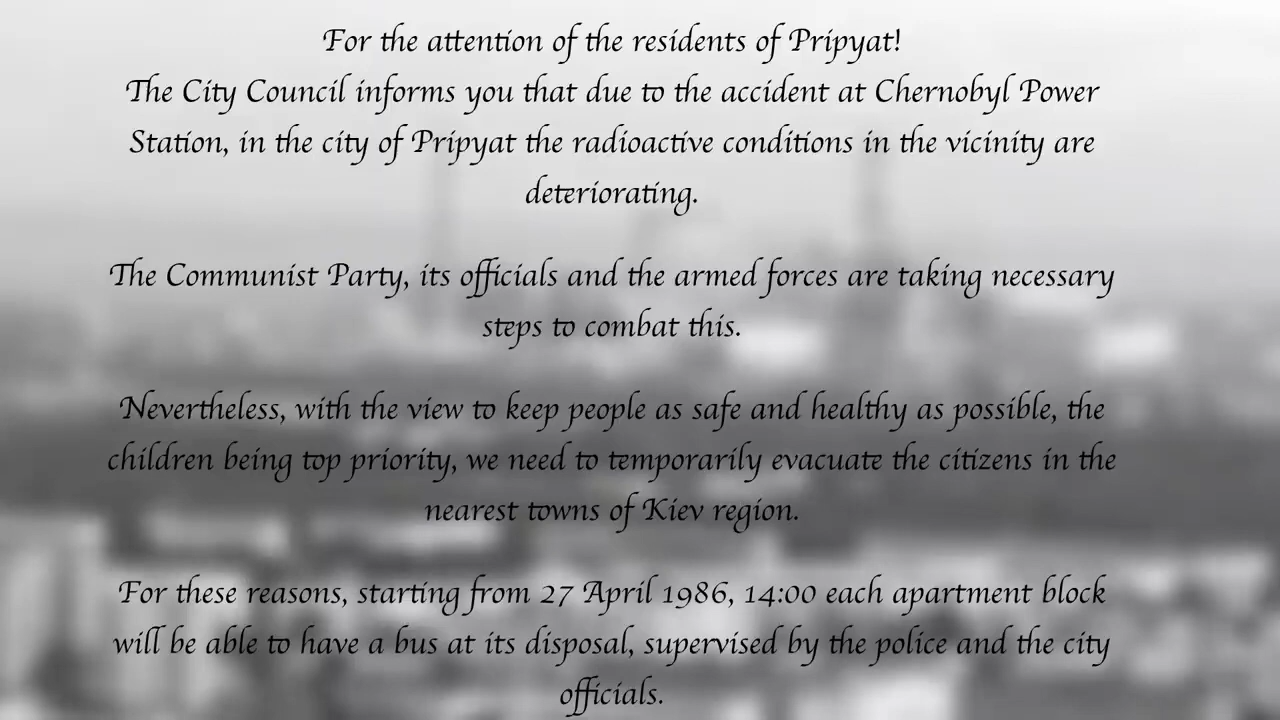 For the attention of the residents of Pripyat!
The City Council informs you that due to the accident at Chernobyl Power
Station, in the city of Pripyat the radioactive conditions in the vicinity are
deteriorating.
The Communist Party, its officials and the armed forces are taking necessary
steps to combat this.
Nevertheless, with the view to keep people as safe and healthy as possible, the
children being top priority, we need to temporarily evacuate the citizens in the
nearest towns of Kiev region.
For these reasons, starting from 27 April 1986, 14:00 each apartment block
will be able to have a bus at its disposal, supervised by the police and the city
officials.